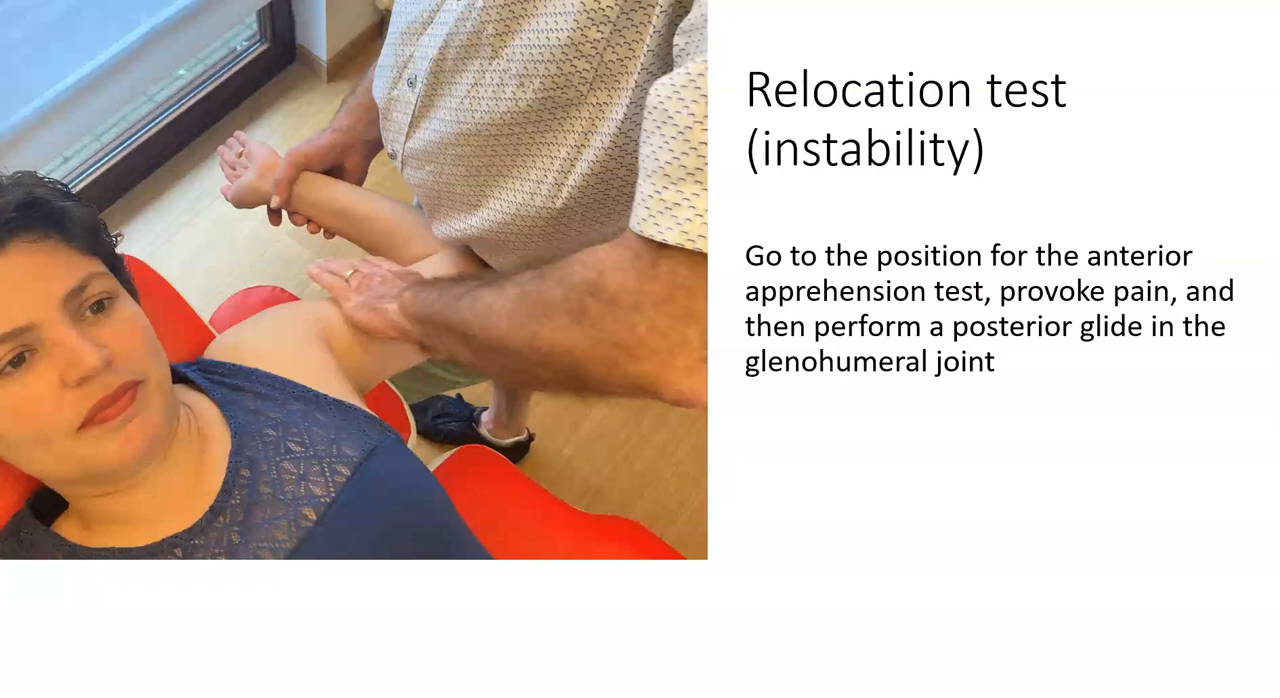 Relocation test
(instability)
Go to the position for the anterior
apprehension test, provoke pain, and
then perform a posterior glide in the
glenohumeral joint